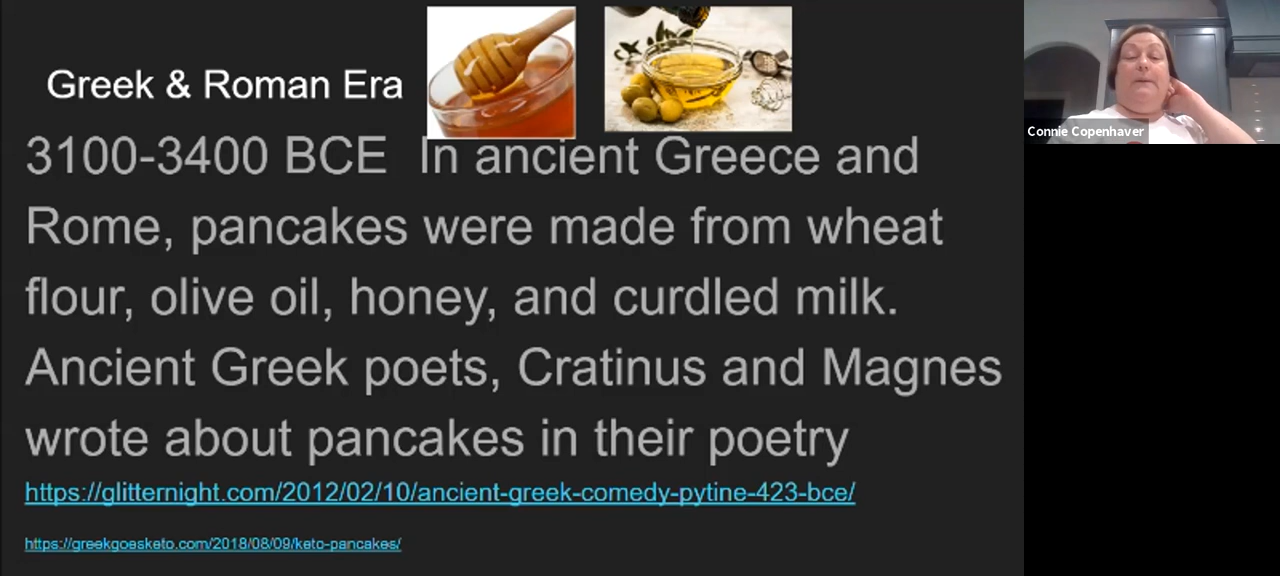 Greek & Roman Era
3100-3400 BCE  In ancient Greece and
Rome, pancakes were made from wheat
flour, olive oil, honey, and curdled milk.
Ancient Greek poets, Cratinus and Magnes
wrote about pancakes in their poetry
https://glitternight.com/2012/02/10/ancient-greek-comedy-pytine-423-bce/
https://greekgoesketo.com/2018/08/09/keto-pancakes/
Connie Copenhaver